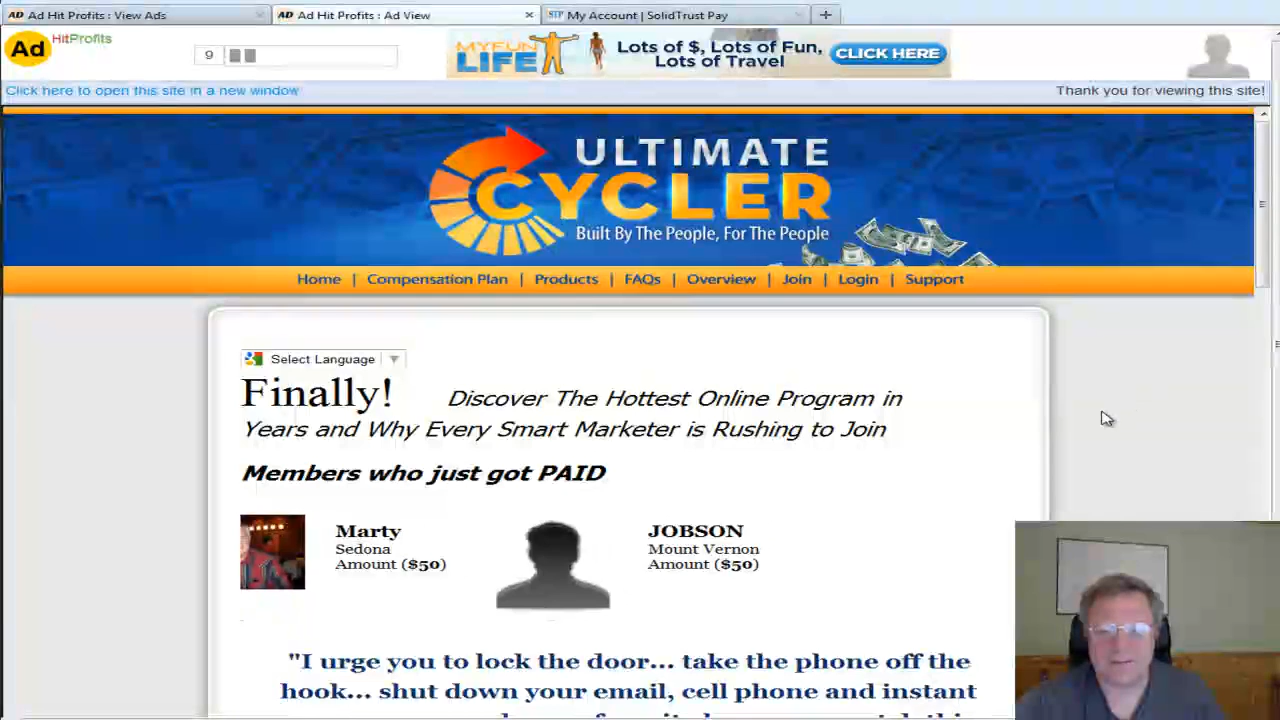 Ad Hit Profits : View Ads
Ad Hit Profits : Ad View
My Account | SolidTrust Pay
Ad HitProfits
9
MYFUN LIFE
Lots of $, Lots of Fun,
Lots of Travel
CLICK HERE
Click here to open this site in a new window
Thank you for viewing this site!
ULTIMATE
CYCLER
Built By The People, For The People
Home | Compensation Plan | Products | FAQs | Overview | Join | Login | Support
Select Language
Finally! Discover The Hottest Online Program in
Years and Why Every Smart Marketer is Rushing to Join
Members who just got PAID
Marty
Sedona
Amount ($50)
JOBSON
Mount Vernon
Amount ($50)
"I urge you to lock the door... take the phone off the
hook... shut down your email, cell phone and instant